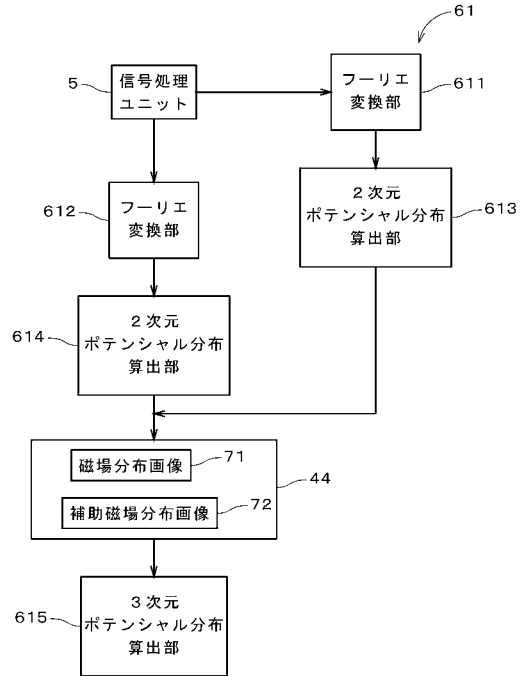 61
5
信号処理
ユニット
フーリエ
変換部
611
612
フーリエ
変換部
2次元
ポテンシャル分布
算出部
613
614
2次元
ポテンシャル分布
算出部
磁場分布画像
71
補助磁場分布画像
72
44
615
3次元
ポテンシャル分布
算出部